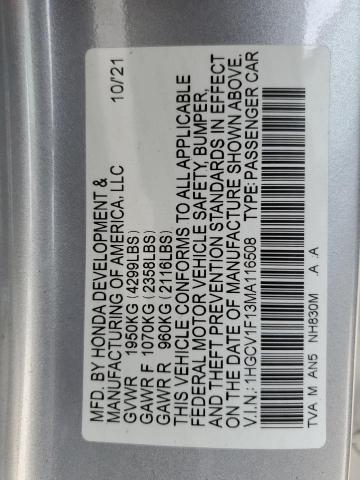 MFD. BY HONDA DEVELOPMENT & 10/'21
MANUFACTURING OF AMERICA, LLC
GVWR 1950KG (4299LBS)
GAWR F 1070KG (2358LBS)
GAWR R 960KG (2116LBS)
THIS VEHICLE CONFORMS TO ALL APPLICABLE
FEDERAL MOTOR VEHICLE SAFETY, BUMPER,
AND THEFT PREVENTION STANDARDS IN EFFECT
ON THE DATE OF MANUFACTURE SHOWN ABOVE.
V.I.N.: 1HGCV1F13MA116508 TYPE: PASSENGER CAR
TVA M AN5 NH830M .A .A